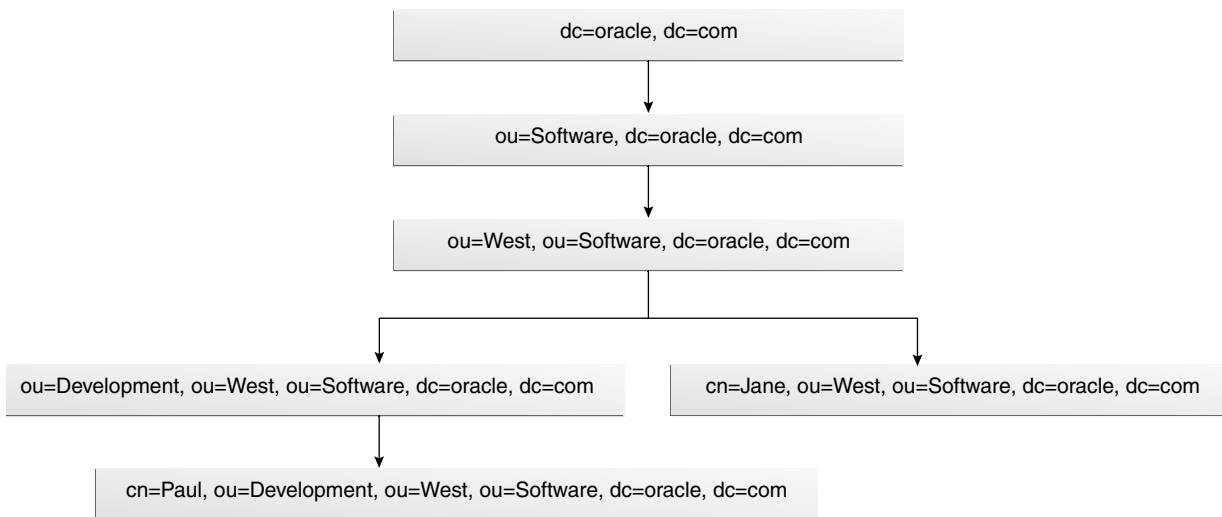 dc=oracle, dc=com
ou=Software, dc=oracle, dc=com
ou=West, ou=Software, dc=oracle, dc=com
ou=Development, ou=West, ou=Software, dc=oracle, dc=com
cn=Jane, ou=West, ou=Software, dc=oracle, dc=com
cn=Paul, ou=Development, ou=West, ou=Software, dc=oracle, dc=com